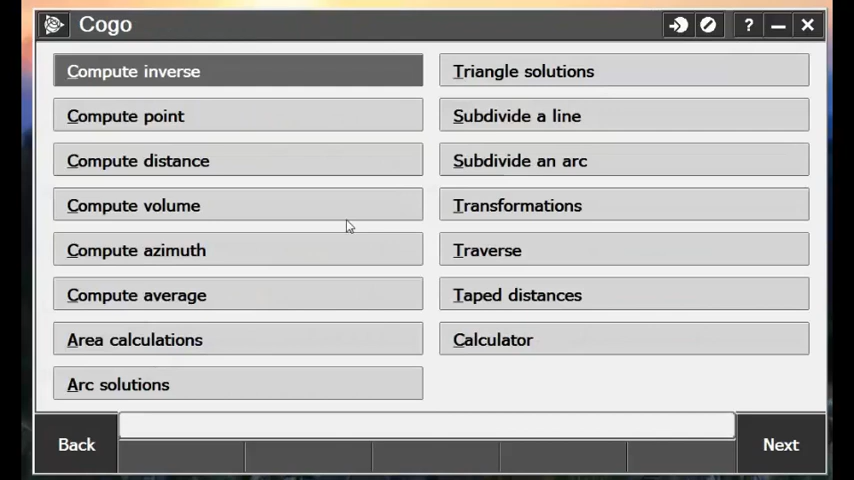 Cogo
?
Compute inverse
Compute point
Compute distance
Compute volume
Compute azimuth
Compute average
Area calculations
Arc solutions
Triangle solutions
Subdivide a line
Subdivide an arc
Transformations
Traverse
Taped distances
Calculator
Back
Next